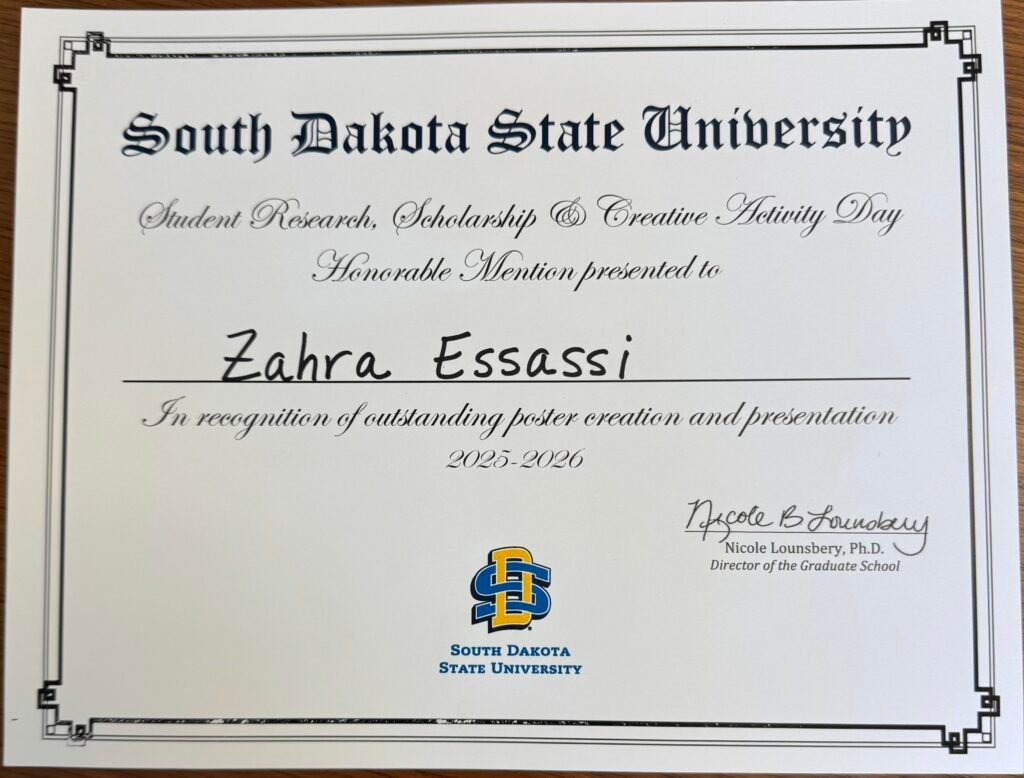 South Dakota State University
Student Research, Scholarship & Creative Activity Day
Honorable Mention presented to
Zahra Essassi
In recognition of outstanding poster creation and presentation
2025-2026
Nicole B Lounsbery
Nicole Lounsbery, Ph.D.
Director of the Graduate School
SD
South Dakota
State University